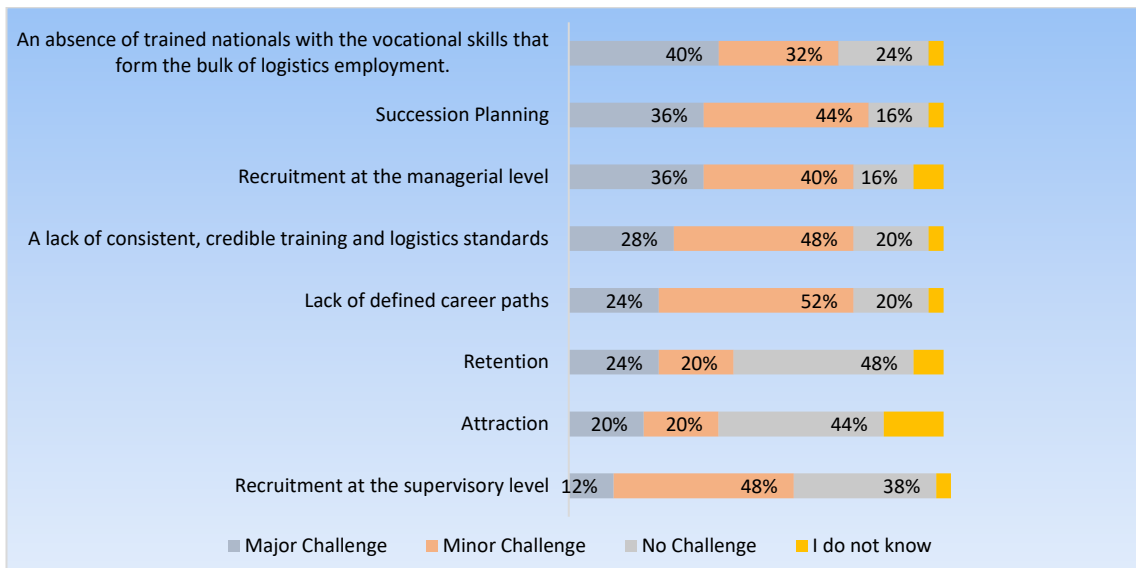 An absence of trained nationals with the vocational skills that
form the bulk of logistics employment.
40% 32% 24%
Succession Planning
36% 44% 16%
Recruitment at the managerial level
36% 40% 16%
A lack of consistent, credible training and logistics standards
28% 48% 20%
Lack of defined career paths
24% 52% 20%
Retention
24% 20% 48%
Attraction
20% 20% 44%
Recruitment at the supervisory level
12% 48% 38%
Major Challenge Minor Challenge No Challenge I do not know